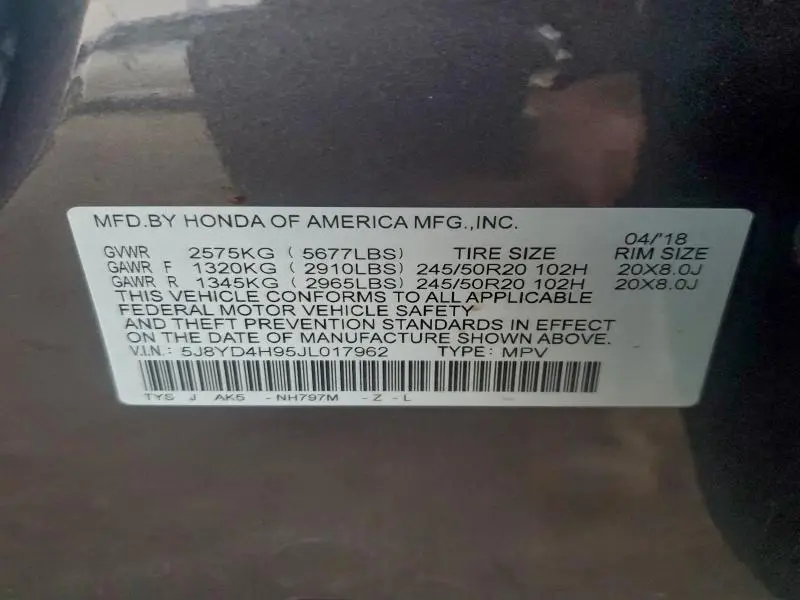 MFD.BY HONDA OF AMERICA MFG.,INC.
04/'18
GVWR 2575KG ( 5677LBS) TIRE SIZE RIM SIZE
GAWR F 1320KG ( 2910LBS) 245/50R20 102H 20X8.0J
GAWR R 1345KG ( 2965LBS) 245/50R20 102H 20X8.0J
THIS VEHICLE CONFORMS TO ALL APPLICABLE
FEDERAL MOTOR VEHICLE SAFETY
AND THEFT PREVENTION STANDARDS IN EFFECT
ON THE DATE OF MANUFACTURE SHOWN ABOVE.
V.I.N.: 5J8YD4H95JL017962 TYPE: MPV
TYS J AK5 -NH797M -Z -L